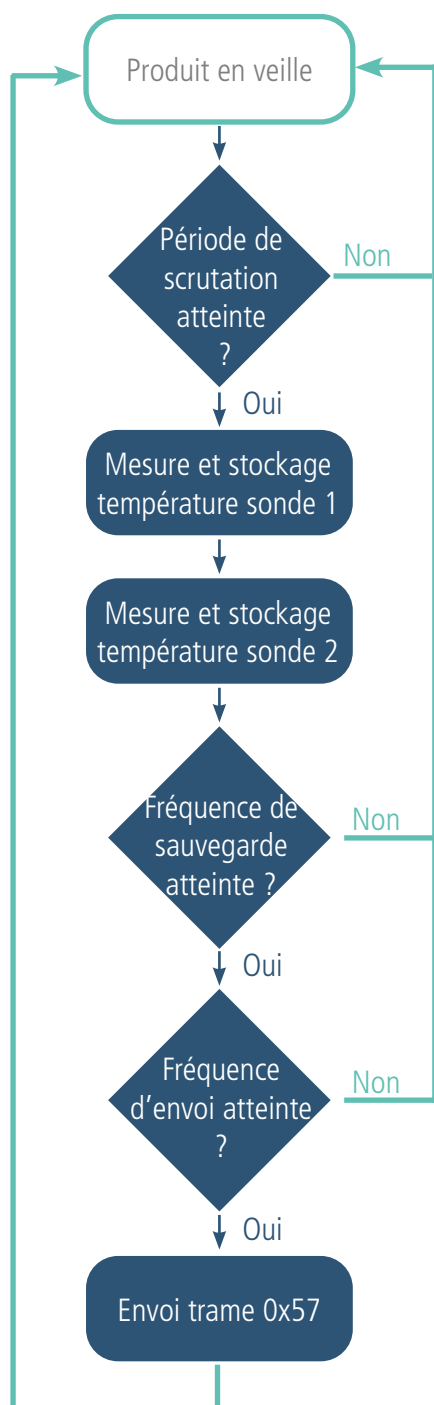 Produit en veille
Période de
scrutation
atteinte
?
Non
Oui
Mesure et stockage
température sonde 1
Mesure et stockage
température sonde 2
Fréquence de
sauvegarde
atteinte ?
Non
Oui
Fréquence
d’envoi atteinte
?
Non
Oui
Envoi trame 0x57